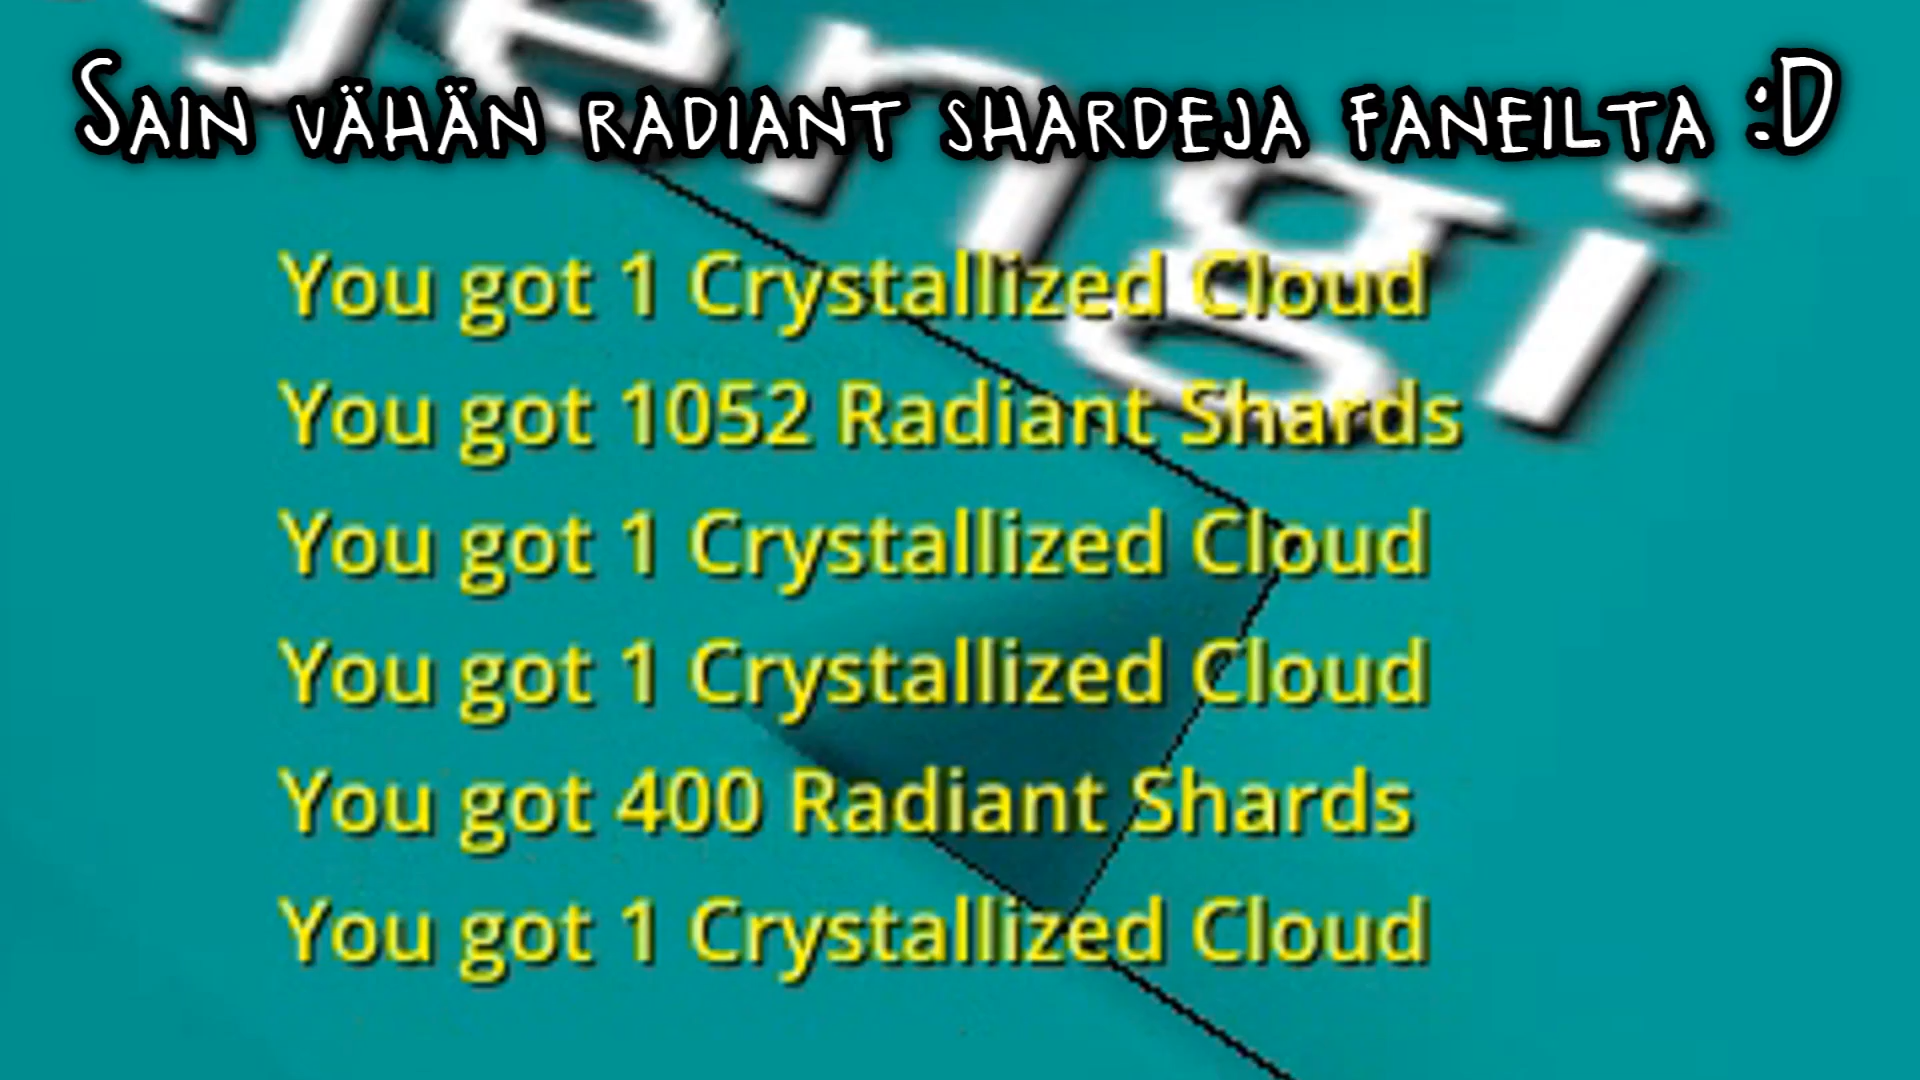 jengi
Sain vähän radiant shardeja faneilta :D
You got 1 Crystallized Cloud
You got 1052 Radiant Shards
You got 1 Crystallized Cloud
You got 1 Crystallized Cloud
You got 400 Radiant Shards
You got 1 Crystallized Cloud